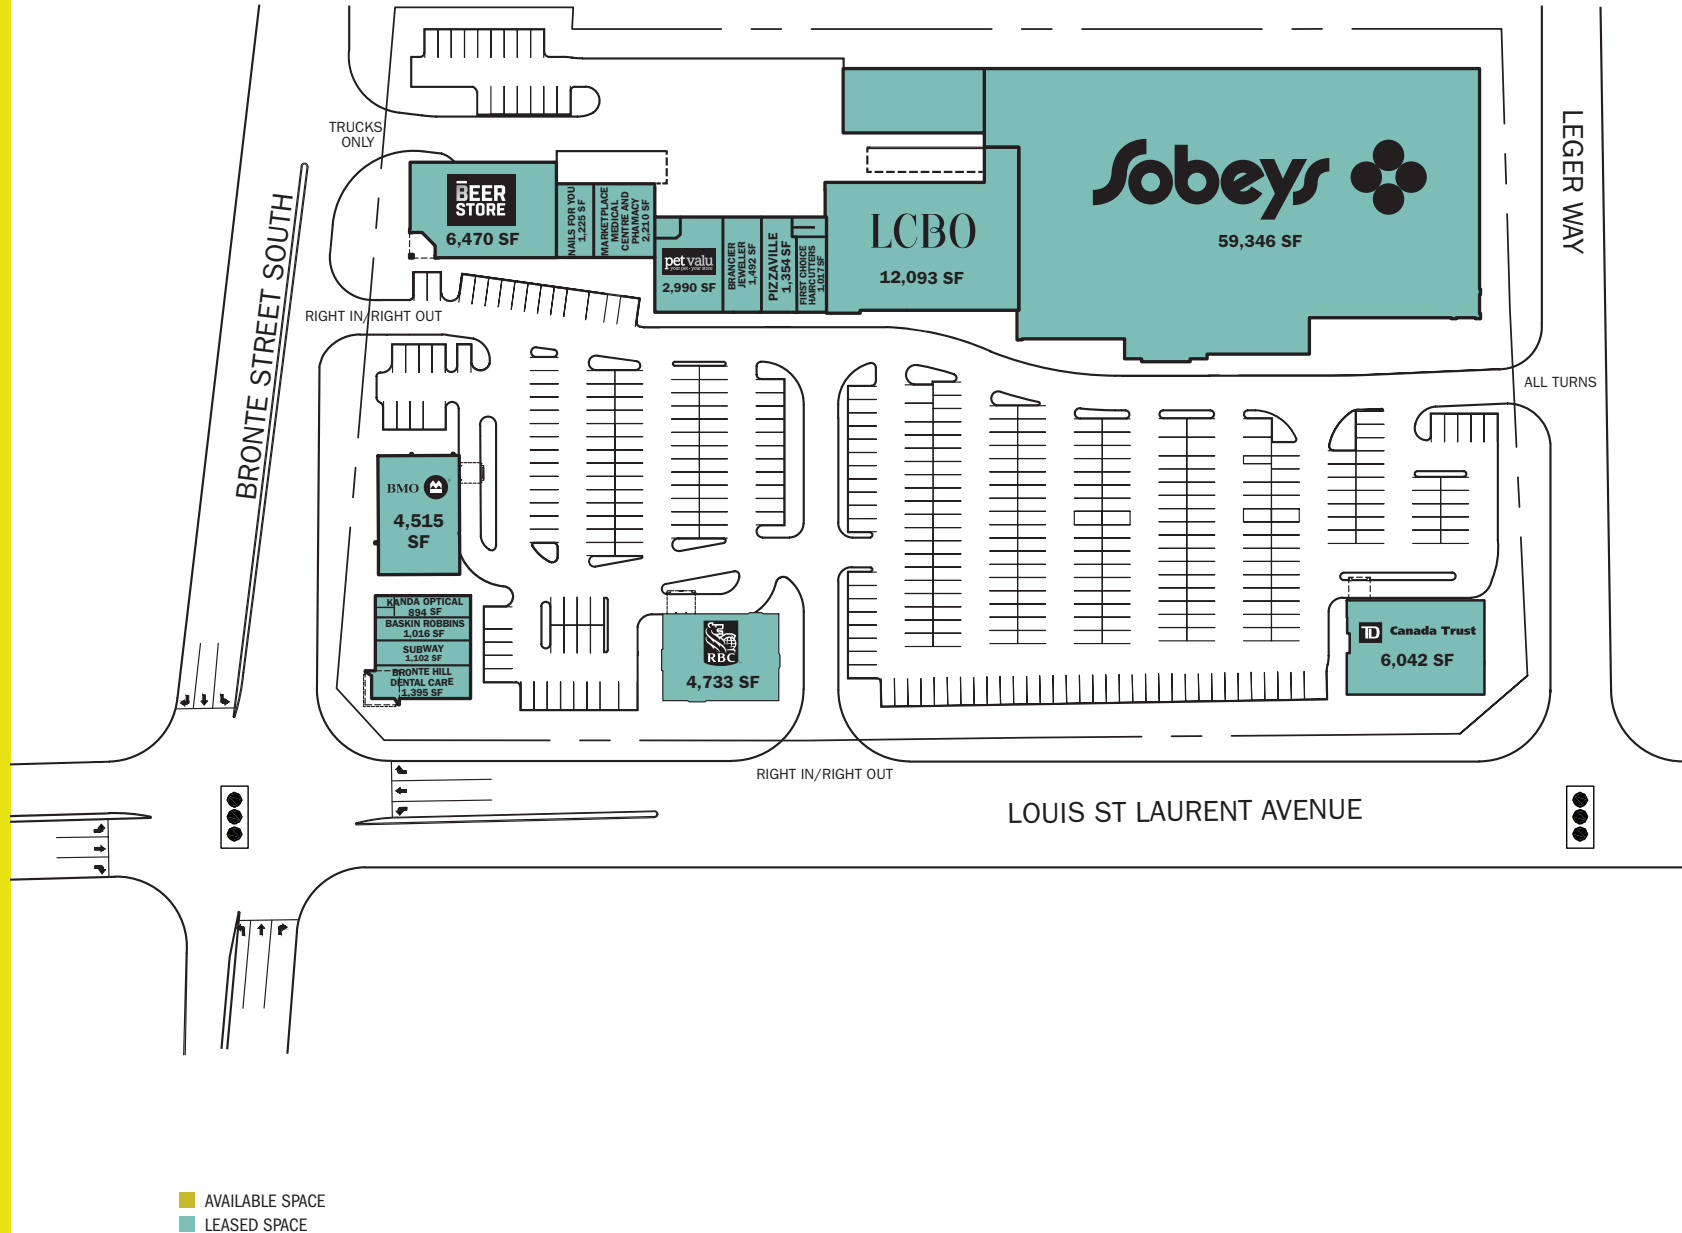 TRUCKS
ONLY
BEER
STORE
6,470 SF
NAILS FOR YOU
1,225 SF
MARKETPLACE
MEDICAL
CENTRE AND
PHAMACY
2,210 SF
pet valu
your pet - your store
2,990 SF
BRANCIER
JEWELLER
1,492 SF
PIZZAVILLE
1,354 SF
FIRST CHOICE
HAIRCUTTERS
1,017 SF
LCBO
12,093 SF
Sobeys
59,346 SF
LEGER WAY
BRONTE STREET SOUTH
RIGHT IN/RIGHT OUT
ALL TURNS
BMO
4,515
SF
KANDA OPTICAL
894 SF
BASKIN ROBBINS
1,016 SF
SUBWAY
1,102 SF
BRONTE HILL
DENTAL CARE
1,395 SF
RBC
4,733 SF
TD Canada Trust
6,042 SF
RIGHT IN/RIGHT OUT
LOUIS ST LAURENT AVENUE
AVAILABLE SPACE
LEASED SPACE